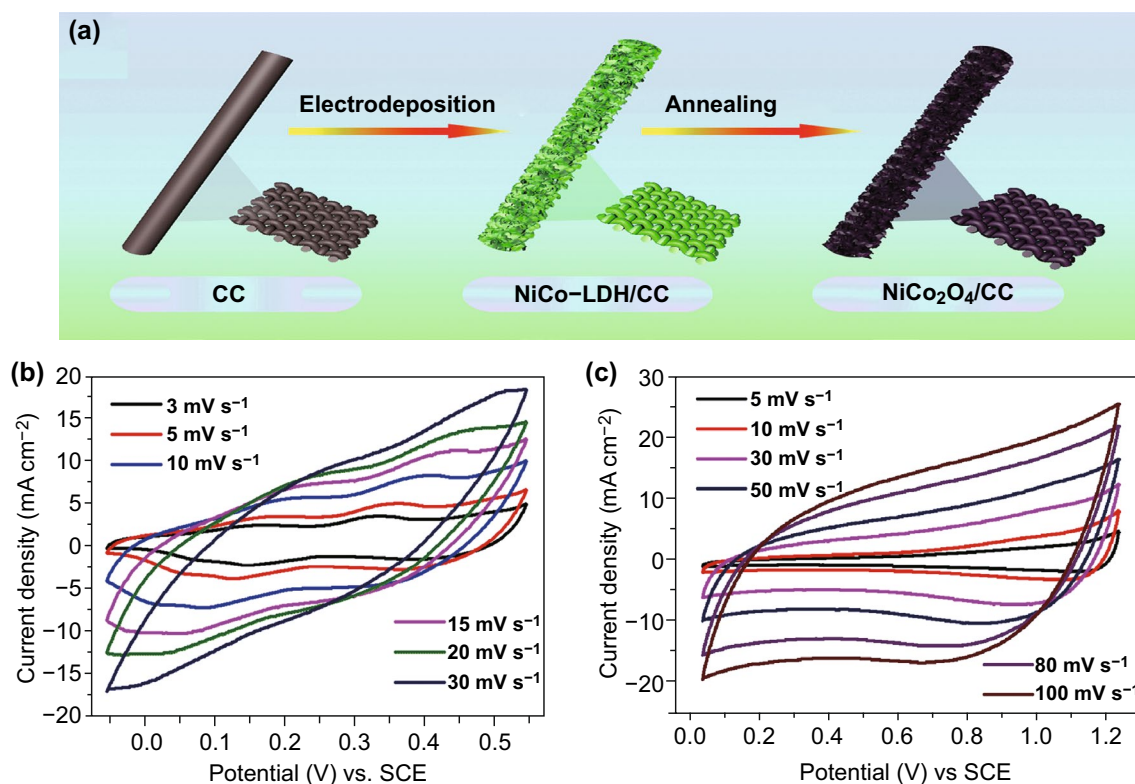 (a)
Electrodeposition
Annealing
CC
NiCo−LDH/CC
NiCo₂O₄/CC
(b)
20
15
10
5
0
−5
−10
−15
−20
Current density (mA cm⁻²)
3 mV s⁻¹
5 mV s⁻¹
10 mV s⁻¹
15 mV s⁻¹
20 mV s⁻¹
30 mV s⁻¹
0.0 0.1 0.2 0.3 0.4 0.5
Potential (V) vs. SCE
(c)
30
20
10
0
−10
−20
Current density (mA cm⁻²)
5 mV s⁻¹
10 mV s⁻¹
30 mV s⁻¹
50 mV s⁻¹
80 mV s⁻¹
100 mV s⁻¹
0.0 0.2 0.4 0.6 0.8 1.0 1.2
Potential (V) vs SCE